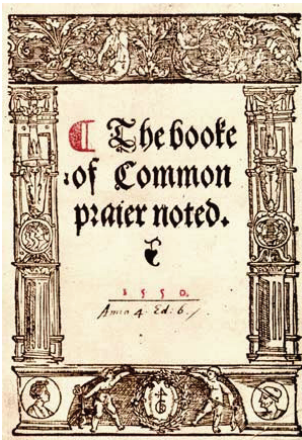 ¶ The booke
of Common
praier noted.
1550.
Anno 4. Ed. 6.